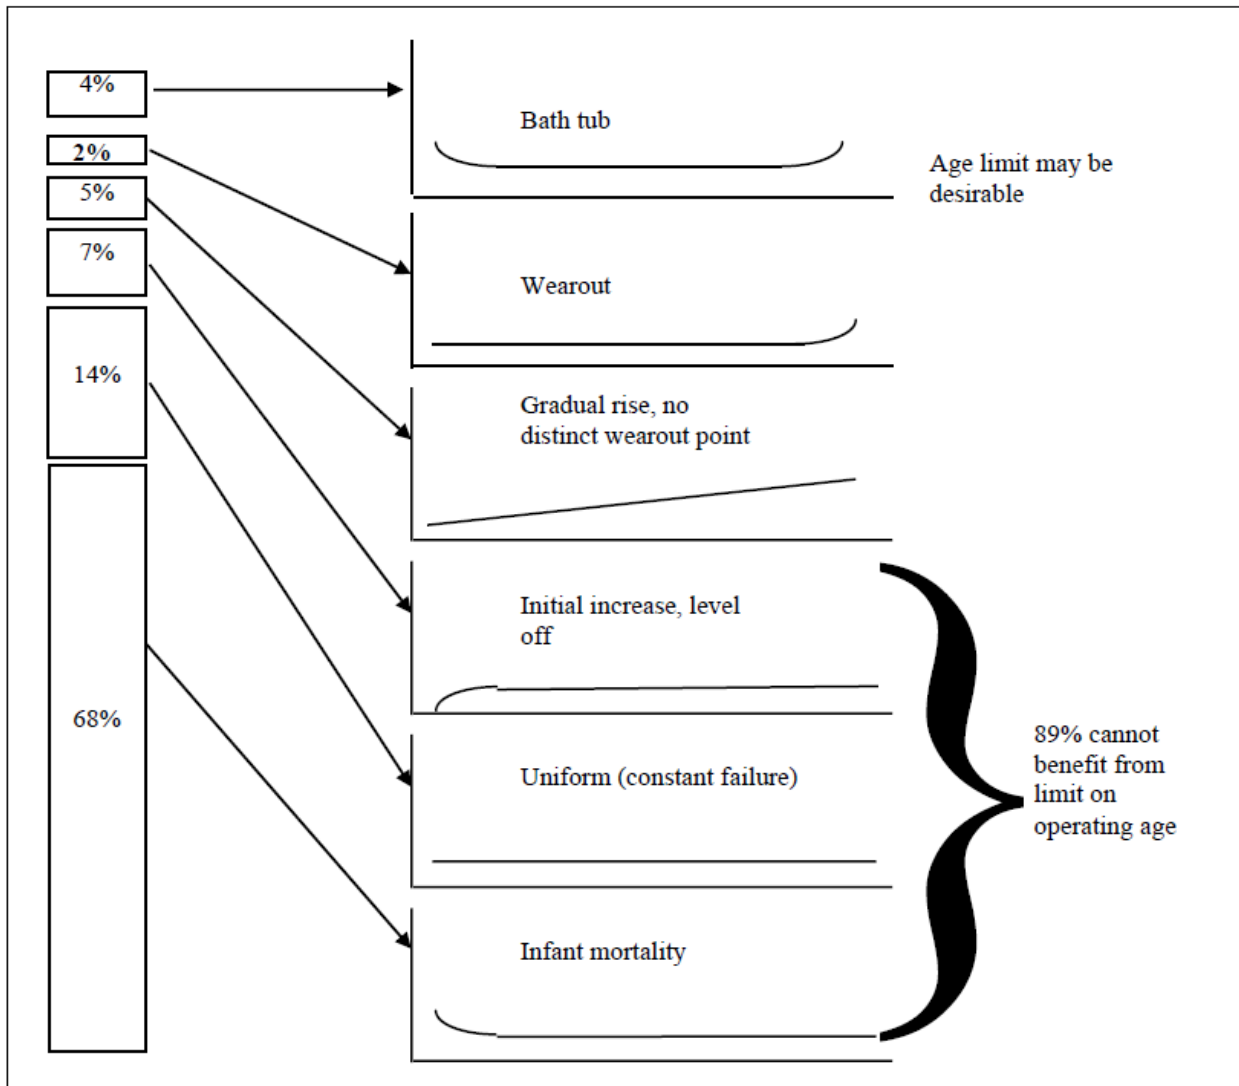 4%
2%
5%
7%
14%
68%
Bath tub
Age limit may be
desirable
Wearout
Gradual rise, no
distinct wearout point
Initial increase, level
off
Uniform (constant failure)
Infant mortality
89% cannot
benefit from
limit on
operating age